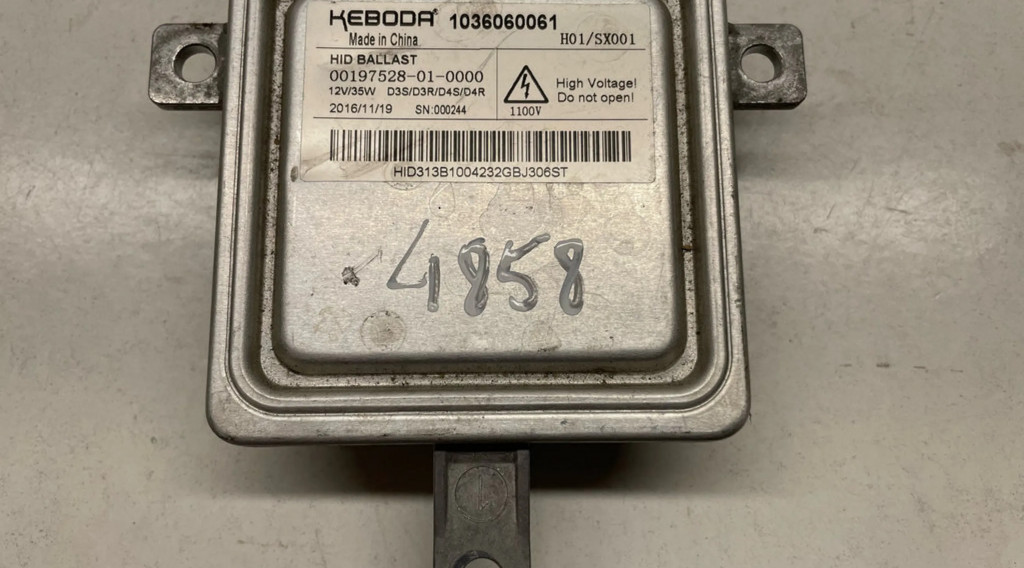 KEBODA® 1036060061
Made in China H01/SX001
HID BALLAST
00197528-01-0000
12V/35W D3S/D3R/D4S/D4R
2016/11/19 SN:000244
High Voltage!
Do not open!
1100V
HID313B1004232GBJ306ST
4858